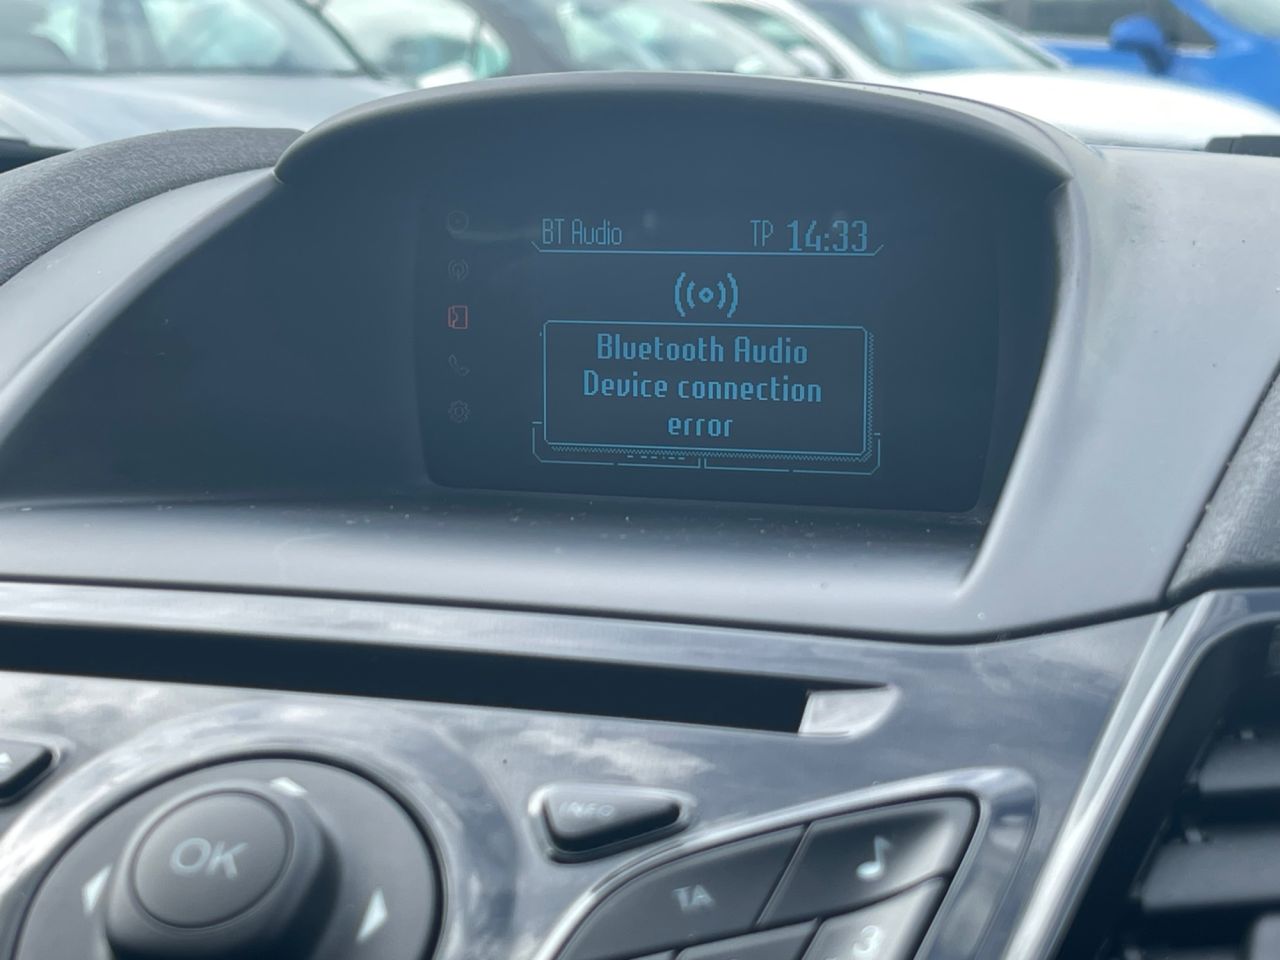 BT Audio TP 14:33
Bluetooth Audio
Device connection
error
INFO
OK
TA
3